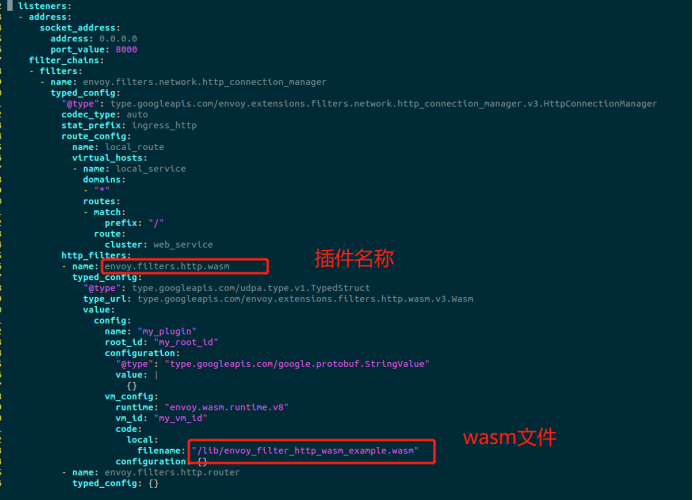 listeners:
- address:
socket_address:
address: 0.0.0.0
port_value: 8000
filter_chains:
- filters:
- name: envoy.filters.network.http_connection_manager
typed_config:
"@type": type.googleapis.com/envoy.extensions.filters.network.http_connection_manager.v3.HttpConnectionManager
codec_type: auto
stat_prefix: ingress_http
route_config:
name: local_route
virtual_hosts:
- name: local_service
domains:
- "*"
routes:
- match:
prefix: "/"
route:
cluster: web_service
http_filters:
- name: envoy.filters.http.wasm 插件名称
typed_config:
"@type": type.googleapis.com/udpa.type.v1.TypedStruct
type_url: type.googleapis.com/envoy.extensions.filters.http.wasm.v3.Wasm
value:
config:
name: "my_plugin"
root_id: "my_root_id"
configuration:
"@type": "type.googleapis.com/google.protobuf.StringValue"
value: |
{}
vm_config:
runtime: "envoy.wasm.runtime.v8"
vm_id: "my_vm_id"
code:
local:
filename: "/lib/envoy_filter_http_wasm_example.wasm" wasm文件
configuration: {}
- name: envoy.filters.http.router
typed_config: {}